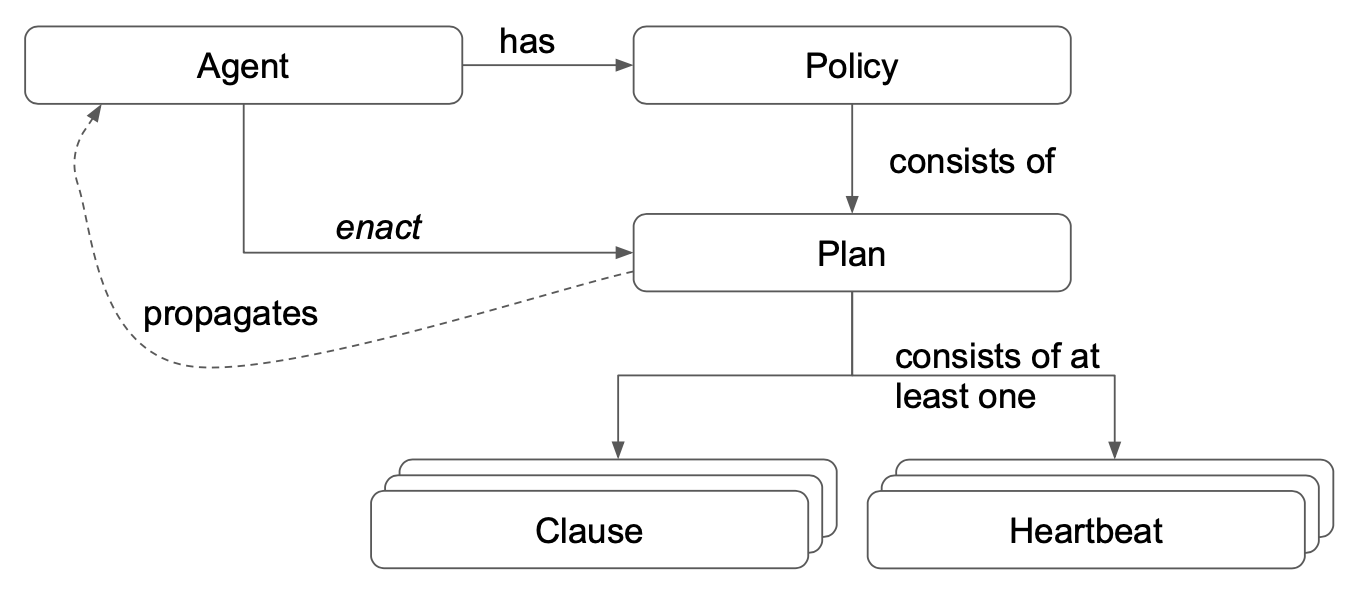 Agent
has
Policy
consists of
enact
Plan
propagates
consists of at
least one
Clause
Heartbeat